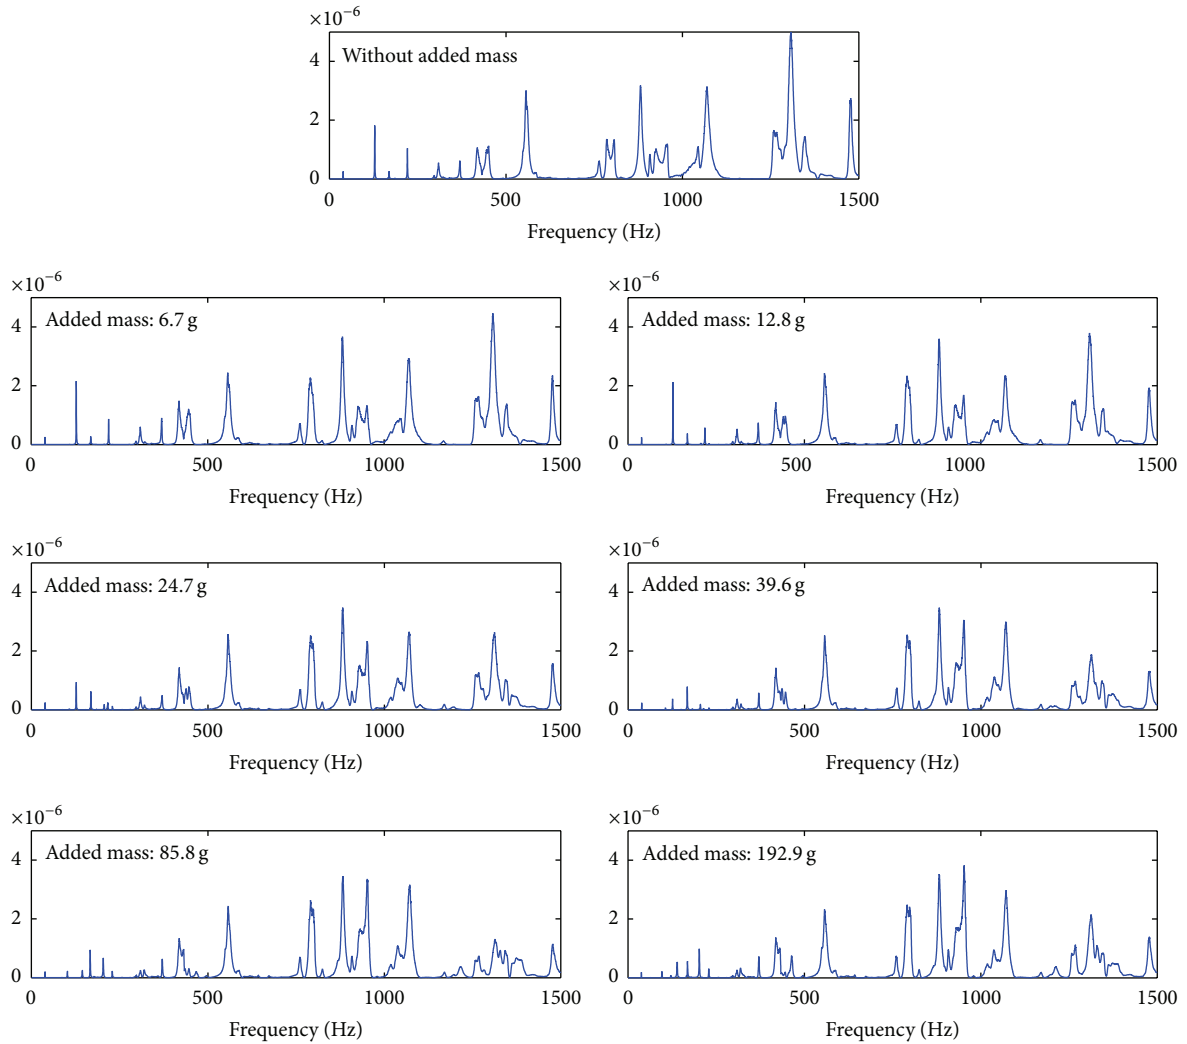 ×10⁻⁶
Without added mass
4
2
0
0 500 1000 1500
Frequency (Hz)
×10⁻⁶ ×10⁻⁶
Added mass: 6.7 g Added mass: 12.8 g
4 4
2 2
0 0
0 500 1000 1500 0 500 1000 1500
Frequency (Hz) Frequency (Hz)
×10⁻⁶ ×10⁻⁶
Added mass: 24.7 g Added mass: 39.6 g
4 4
2 2
0 0
0 500 1000 1500 0 500 1000 1500
Frequency (Hz) Frequency (Hz)
×10⁻⁶ ×10⁻⁶
Added mass: 85.8 g Added mass: 192.9 g
4 4
2 2
0 0
0 500 1000 1500 0 500 1000 1500
Frequency (Hz) Frequency (Hz)